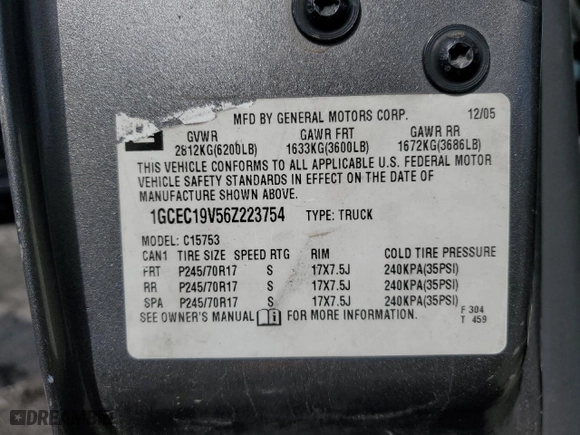 MFD BY GENERAL MOTORS CORP. 12/05
GVWR GAWR FRT GAWR RR
2812KG(6200LB) 1633KG(3600LB) 1672KG(3686LB)
THIS VEHICLE CONFORMS TO ALL APPLICABLE U.S. FEDERAL MOTOR
VEHICLE SAFETY STANDARDS IN EFFECT ON THE DATE OF
MANUFACTURE SHOWN ABOVE.
1GCEC19V56Z223754 TYPE: TRUCK
MODEL: C15753
CAN1 TIRE SIZE SPEED RTG RIM COLD TIRE PRESSURE
FRT P245/70R17 S 17X7.5J 240KPA(35PSI)
RR P245/70R17 S 17X7.5J 240KPA(35PSI)
SPA P245/70R17 S 17X7.5J 240KPA(35PSI)
SEE OWNER'S MANUAL FOR MORE INFORMATION. F 304
T 459